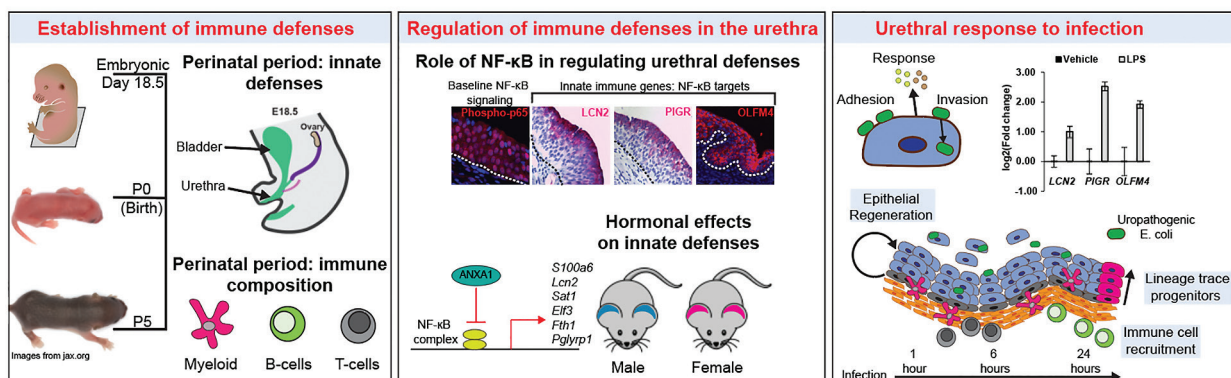 Establishment of immune defenses
Embryonic
Day 18.5
P0
(Birth)
P5
Images from jax.org
Perinatal period: innate
defenses
E18.5
Ovary
Bladder
Urethra
Perinatal period: immune
composition
Myeloid
B-cells
T-cells
Regulation of immune defenses in the urethra
Role of NF-κB in regulating urethral defenses
Baseline NF-κB
signaling
Innate immune genes: NF-κB targets
Phospho-p65
LCN2
PIGR
OLFM4
Hormonal effects
on innate defenses
ANXA1
NF-κB
complex
S100a6
Lcn2
Sat1
Elf3
Fth1
Pglyrp1
Male
Female
Urethral response to infection
Response
Adhesion
Invasion
Vehicle
LPS
log2(Fold change)
3.00
2.00
1.00
0.00
-1.00
LCN2
PIGR
OLFM4
Epithelial
Regeneration
Uropathogenic
E. coli
Lineage trace
progenitors
Immune cell
recruitment
1
hour
6
hours
24
hours
Infection